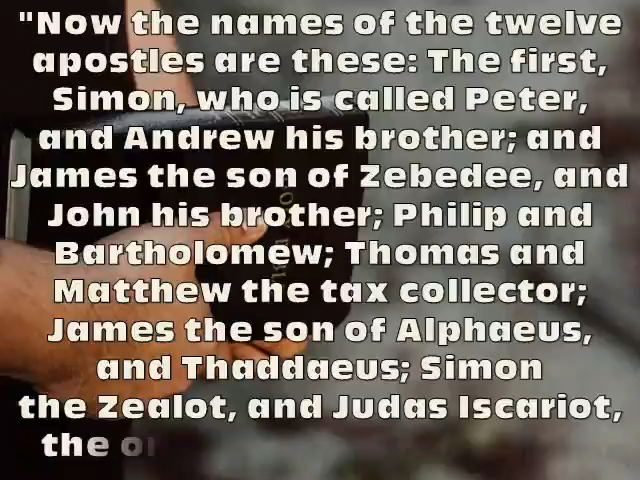 "Now the names of the twelve
apostles are these: The first,
Simon, who is called Peter,
and Andrew his brother; and
James the son of Zebedee, and
John his brother; Philip and
Bartholomew; Thomas and
Matthew the tax collector;
James the son of Alphaeus,
and Thaddaeus; Simon
the Zealot, and Judas Iscariot,
the